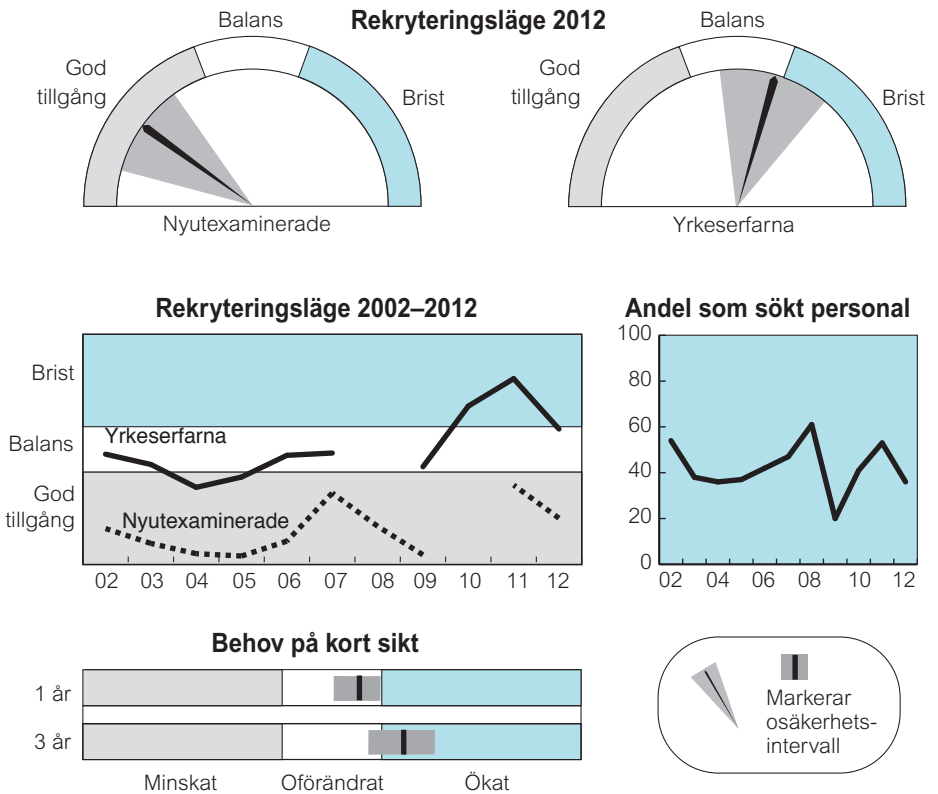 Rekryteringsläge 2012
Balans
God
tillgång
Brist
Nyutexaminerade
Balans
God
tillgång
Brist
Yrkeserfarna
Rekryteringsläge 2002–2012
Brist
Balans
God
tillgång
Yrkeserfarna
Nyutexaminerade
02 03 04 05 06 07 08 09 10 11 12
Andel som sökt personal
100
80
60
40
20
0
02 04 06 08 10 12
Behov på kort sikt
1 år
3 år
Minskat Oförändrat Ökat
Markerar
osäkerhets-
intervall